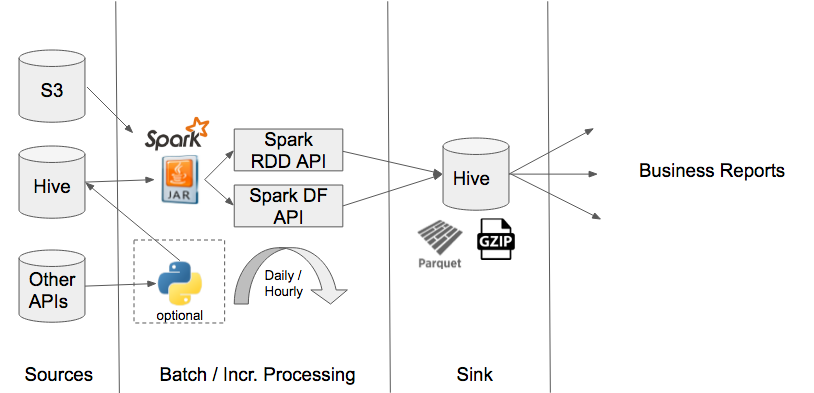 S3
Hive
Other
APIs
Sources
Spark
JAR
Spark
RDD API
Spark DF
API
optional
Daily /
Hourly
Batch / Incr. Processing
Hive
Parquet
GZIP
Sink
Business Reports